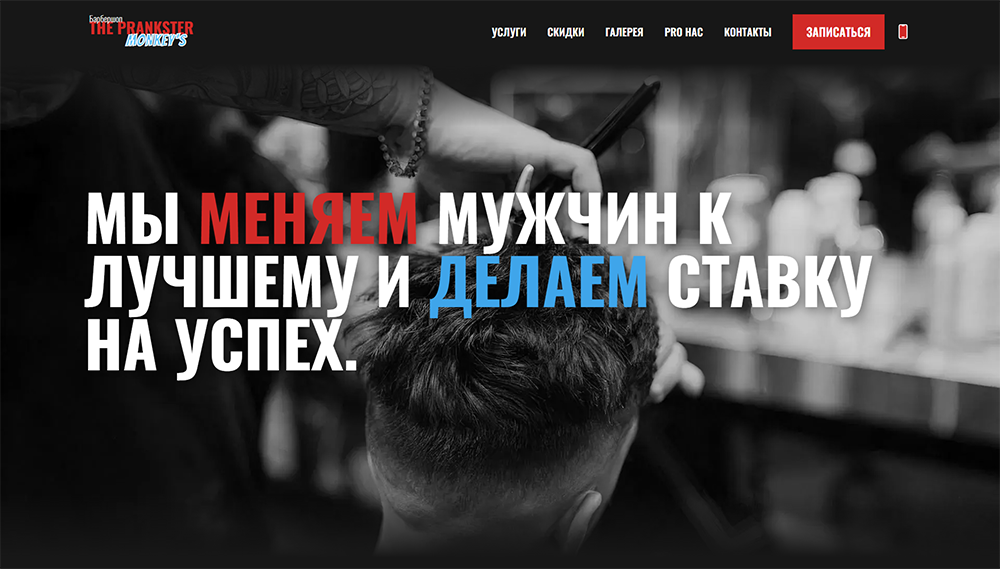 Барбершоп
THE PRANKSTER
MONKEY'S
УСЛУГИ СКИДКИ ГАЛЕРЕЯ PRO НАС КОНТАКТЫ ЗАПИСАТЬСЯ
МЫ МЕНЯЕМ МУЖЧИН К
ЛУЧШЕМУ И ДЕЛАЕМ СТАВКУ
НА УСПЕХ.